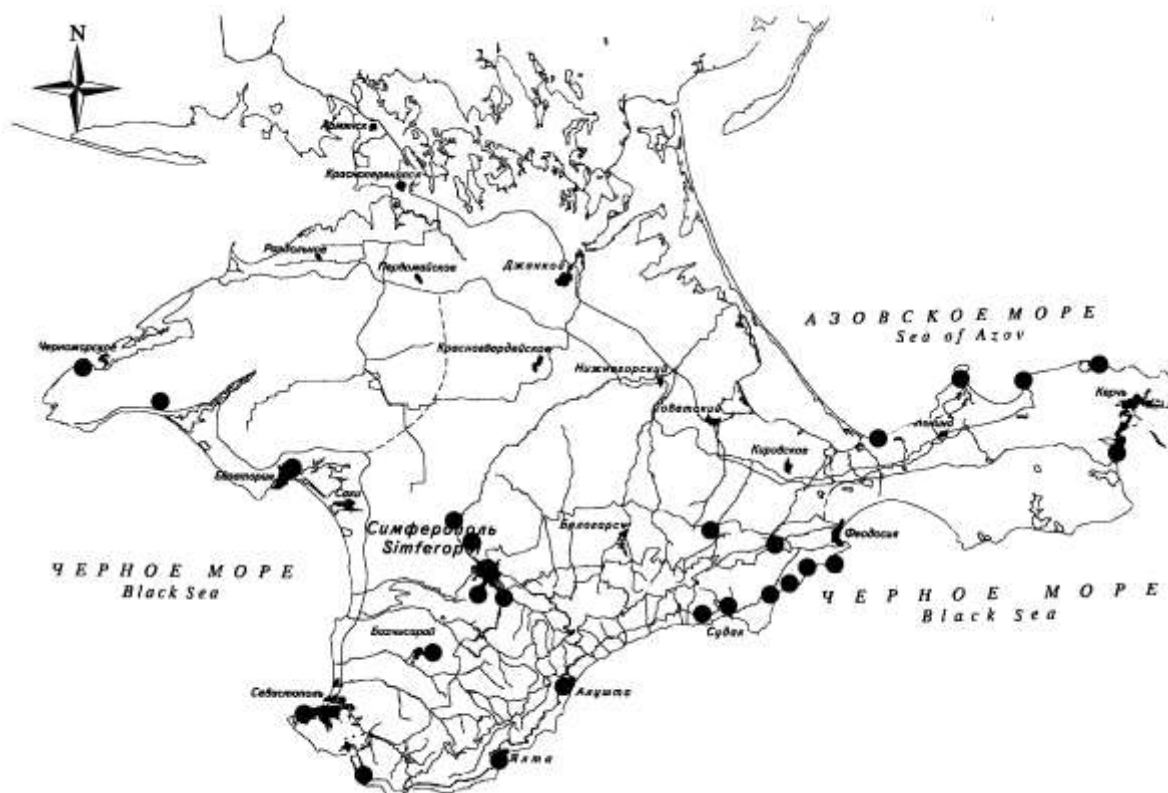 N
Армянск
Красноперекопск
Раздольное
Первомайское
Джанкой
АЗОВСКОЕ МОРЕ
Sea of Azov
Черноморское
Красногвардейское
Нижнегорский
Керчь
Советский
Ленино
Кировское
Евпатория
Саки
Симферополь
Simferopol
Белогорск
Феодосия
ЧЕРНОЕ МОРЕ
Black Sea
ЧЕРНОЕ МОРЕ
Black Sea
Судак
Бахчисарай
Севастополь
Алушта
Ялта